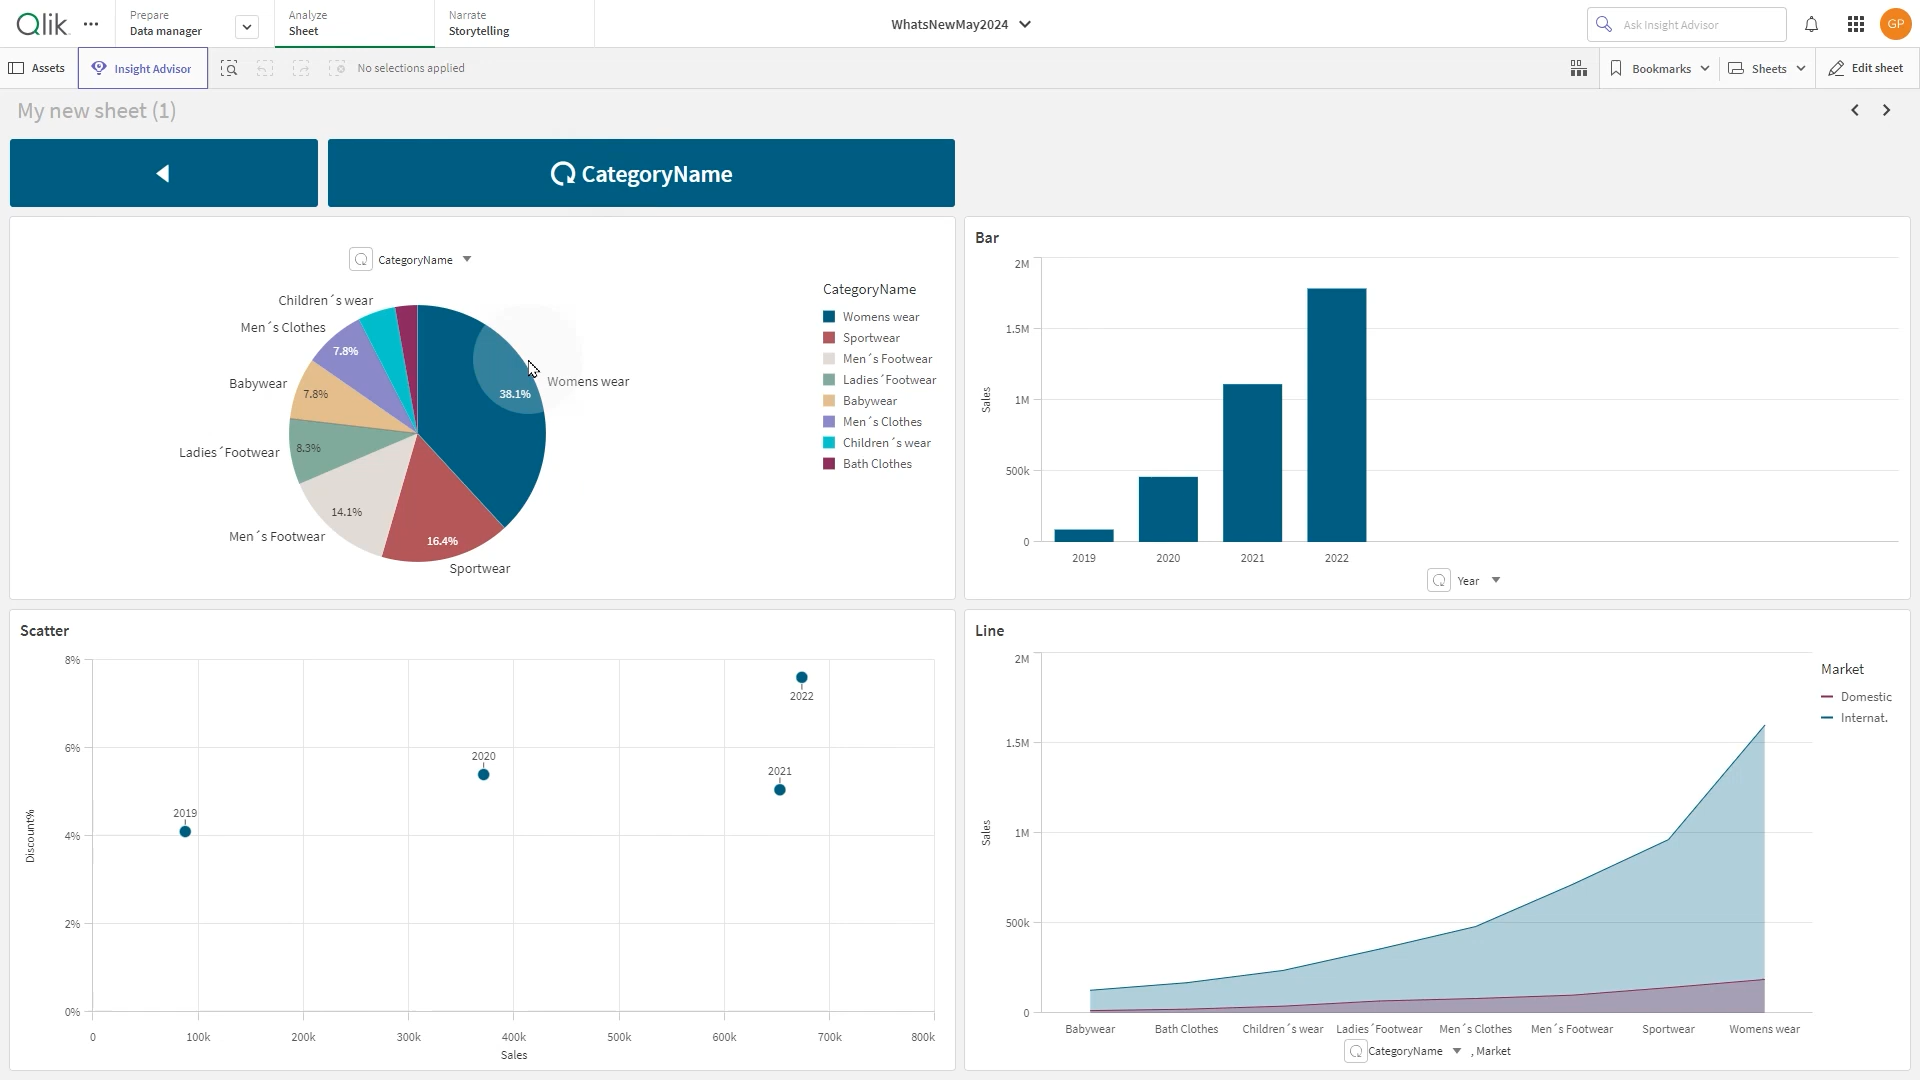 Qlik
Prepare
Data manager
Analyze
Sheet
Narrate
Storytelling
WhatsNewMay2024
Ask Insight Advisor
GP
Assets
Insight Advisor
No selections applied
Bookmarks
Sheets
Edit sheet
My new sheet (1)
CategoryName
CategoryName
Children´s wear
Men´s Clothes
Babywear
Ladies´Footwear
Men´s Footwear
Sportwear
Womens wear
7.8%
7.8%
8.3%
14.1%
16.4%
38.1%
CategoryName
Womens wear
Sportwear
Men´s Footwear
Ladies´Footwear
Babywear
Men´s Clothes
Children´s wear
Bath Clothes
Bar
2M
1.5M
1M
500k
0
Sales
2019 2020 2021 2022
Year
Scatter
8%
6%
4%
2%
0%
Discount%
2022
2020
2021
2019
0 100k 200k 300k 400k 500k 600k 700k 800k
Sales
Line
2M
1.5M
1M
500k
0
Sales
Market
Domestic
Internat.
Babywear Bath Clothes Children´s wear Ladies´Footwear Men´s Clothes Men´s Footwear Sportwear Womens wear
CategoryName , Market